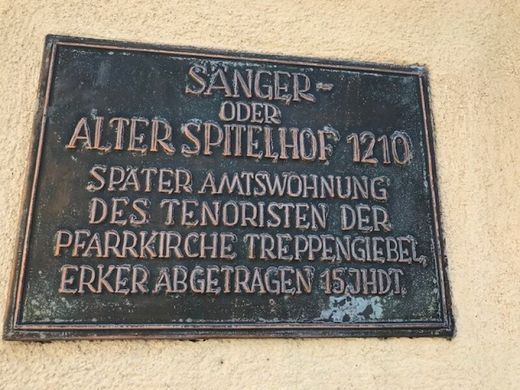 SÄNGER-
ODER
ALTER SPITELHOF 1210
SPÄTER AMTSWOHNUNG
DES TENORISTEN DER
PFARRKIRCHE TREPPENGIEBEL,
ERKER ABGETRAGEN 15.JHDT.